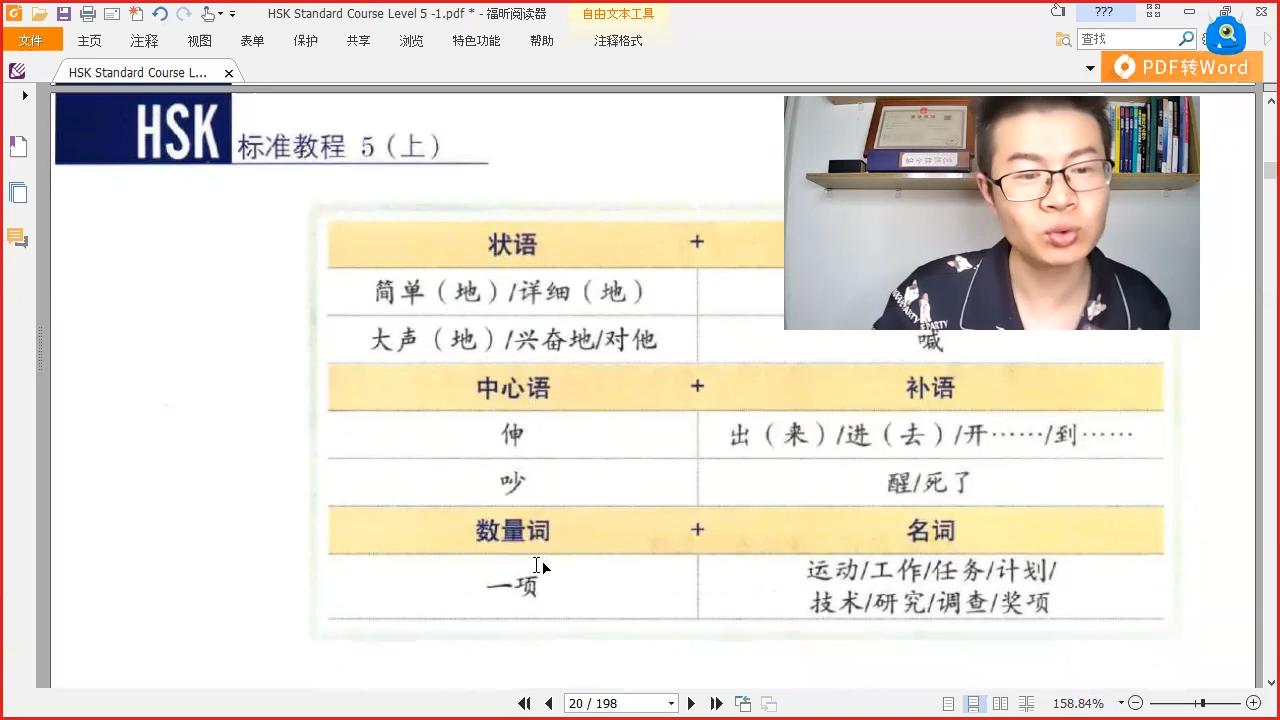 HSK Standard Course Level 5 -1.pdf * - 福昕阅读器
自由文本工具
???
文件 主页 注释 视图 表单 保护 共享 浏览 特色功能 帮助 注释格式
查找
HSK Standard Course L...
PDF转Word
HSK 标准教程 5（上）
状语 +
简单（地）/详细（地）
大声（地）/兴奋地/对他 喊
中心语 + 补语
伸 出（来）/进（去）/开……/到……
吵 醒/死了
数量词 + 名词
一项 运动/工作/任务/计划/
技术/研究/调查/奖项
20 / 198
158.84%